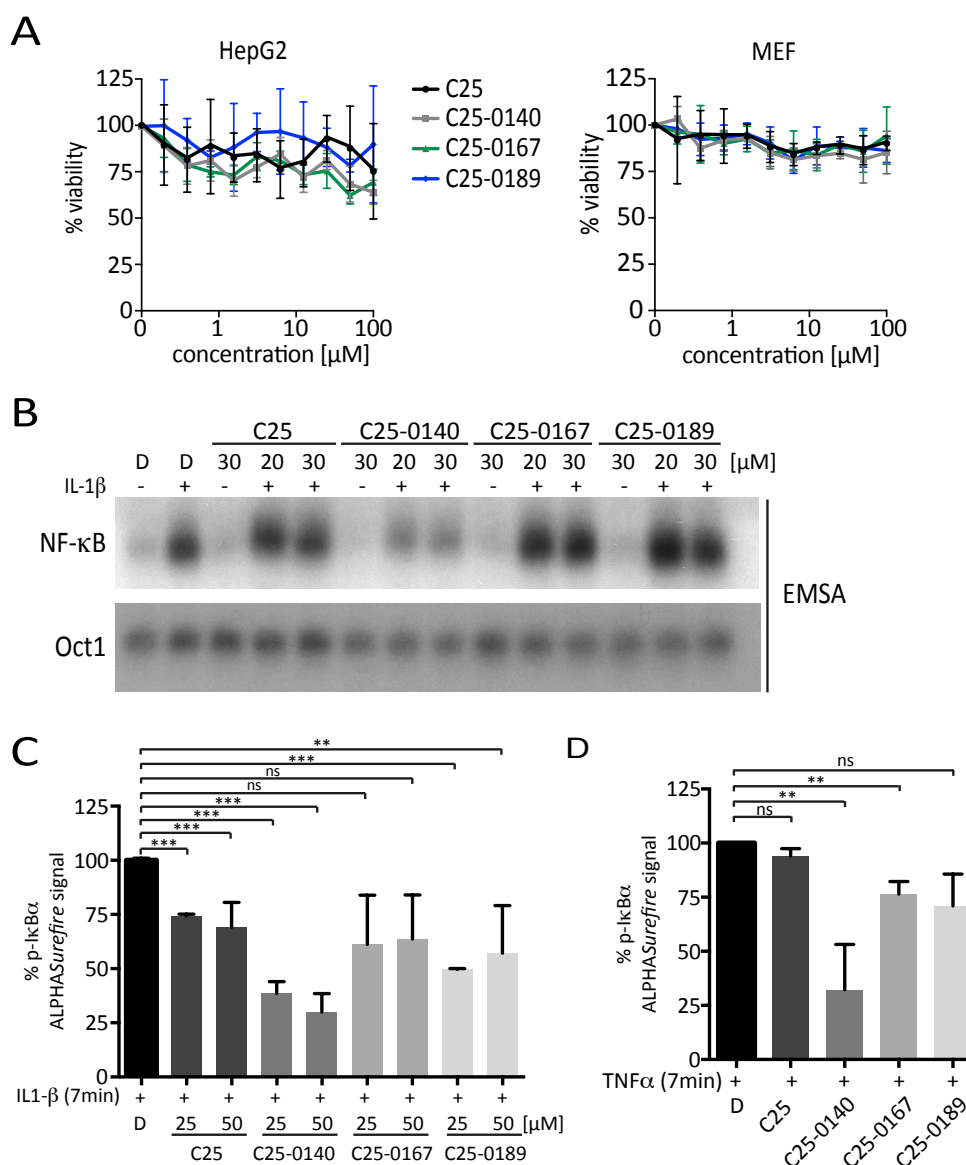 A
HepG2
MEF
125
100
75
50
25
0
% viability
0 1 10 100
concentration [µM]
C25
C25-0140
C25-0167
C25-0189
125
100
75
50
25
0
% viability
0 1 10 100
concentration [µM]
B
C25 C25-0140 C25-0167 C25-0189
D D 30 20 30 30 20 30 30 20 30 30 20 30 [µM]
IL-1β - + - + + - + + - + + - + +
NF-κB
Oct1
EMSA
C
**
***
ns
ns
***
***
***
***
125
100
75
50
25
0
% p-IκBα
ALPHASurefire signal
IL1-β (7min) + + + + + + + + +
D 25 50 25 50 25 50 25 50 [µM]
C25 C25-0140 C25-0167 C25-0189
D
ns
**
**
ns
125
100
75
50
25
0
% p-IκBα
ALPHASurefire signal
TNFα (7min) + + + + +
D C25 C25-0140 C25-0167 C25-0189